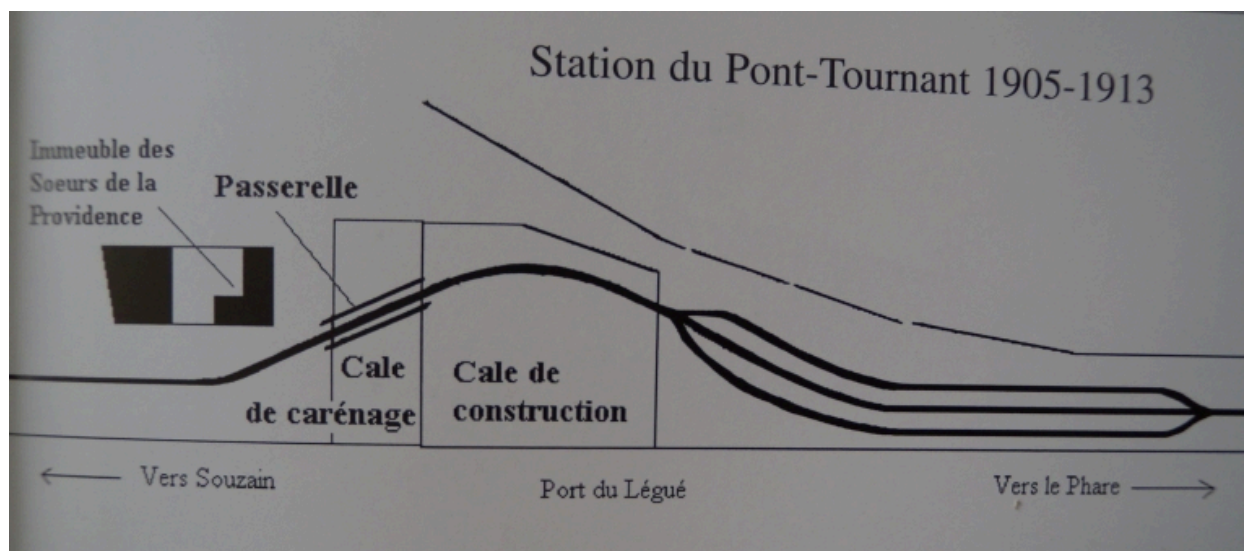 Station du Pont-Tournant 1905-1913
Immeuble des
Soeurs de la
Providence
Passerelle
Cale
de carénage
Cale de
construction
Vers Souzain
Port du Légué
Vers le Phare